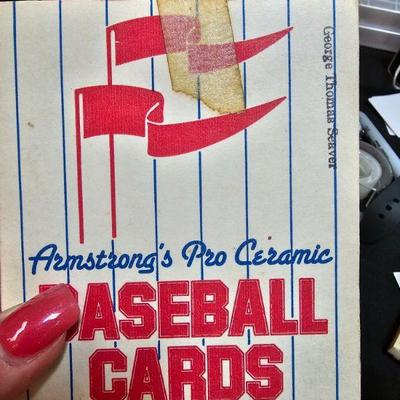 George Thomas Seaver
Armstrong's Pro Ceramic
BASEBALL
CARDS